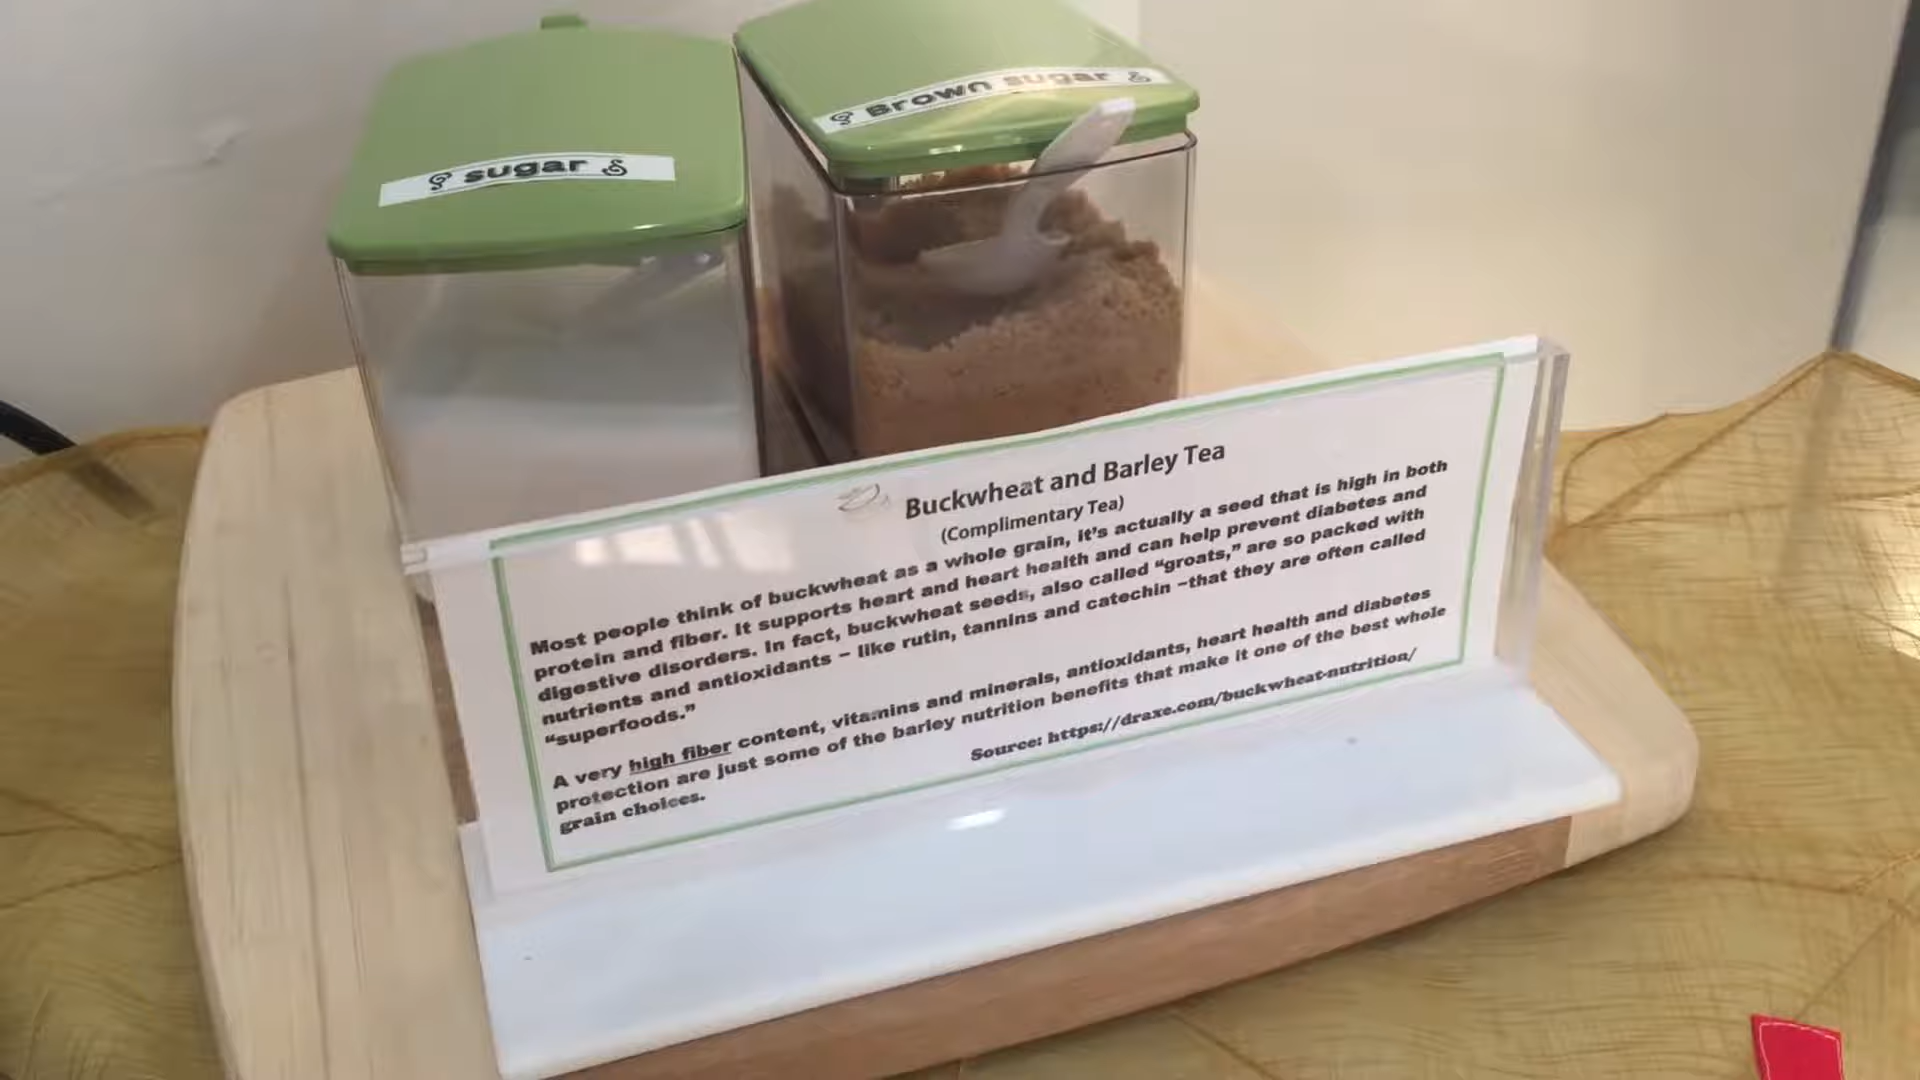 sugar
Brown sugar
Buckwheat and Barley Tea
(Complimentary Tea)
Most people think of buckwheat as a whole grain, it's actually a seed that is high in both
protein and fiber. It supports heart and heart health and can help prevent diabetes and
digestive disorders. In fact, buckwheat seeds, also called “groats,” are so packed with
nutrients and antioxidants – like rutin, tannins and catechin –that they are often called
“superfoods.”
A very high fiber content, vitamins and minerals, antioxidants, heart health and diabetes
protection are just some of the barley nutrition benefits that make it one of the best whole
grain choices.
Source: https://draxe.com/buckwheat-nutrition/